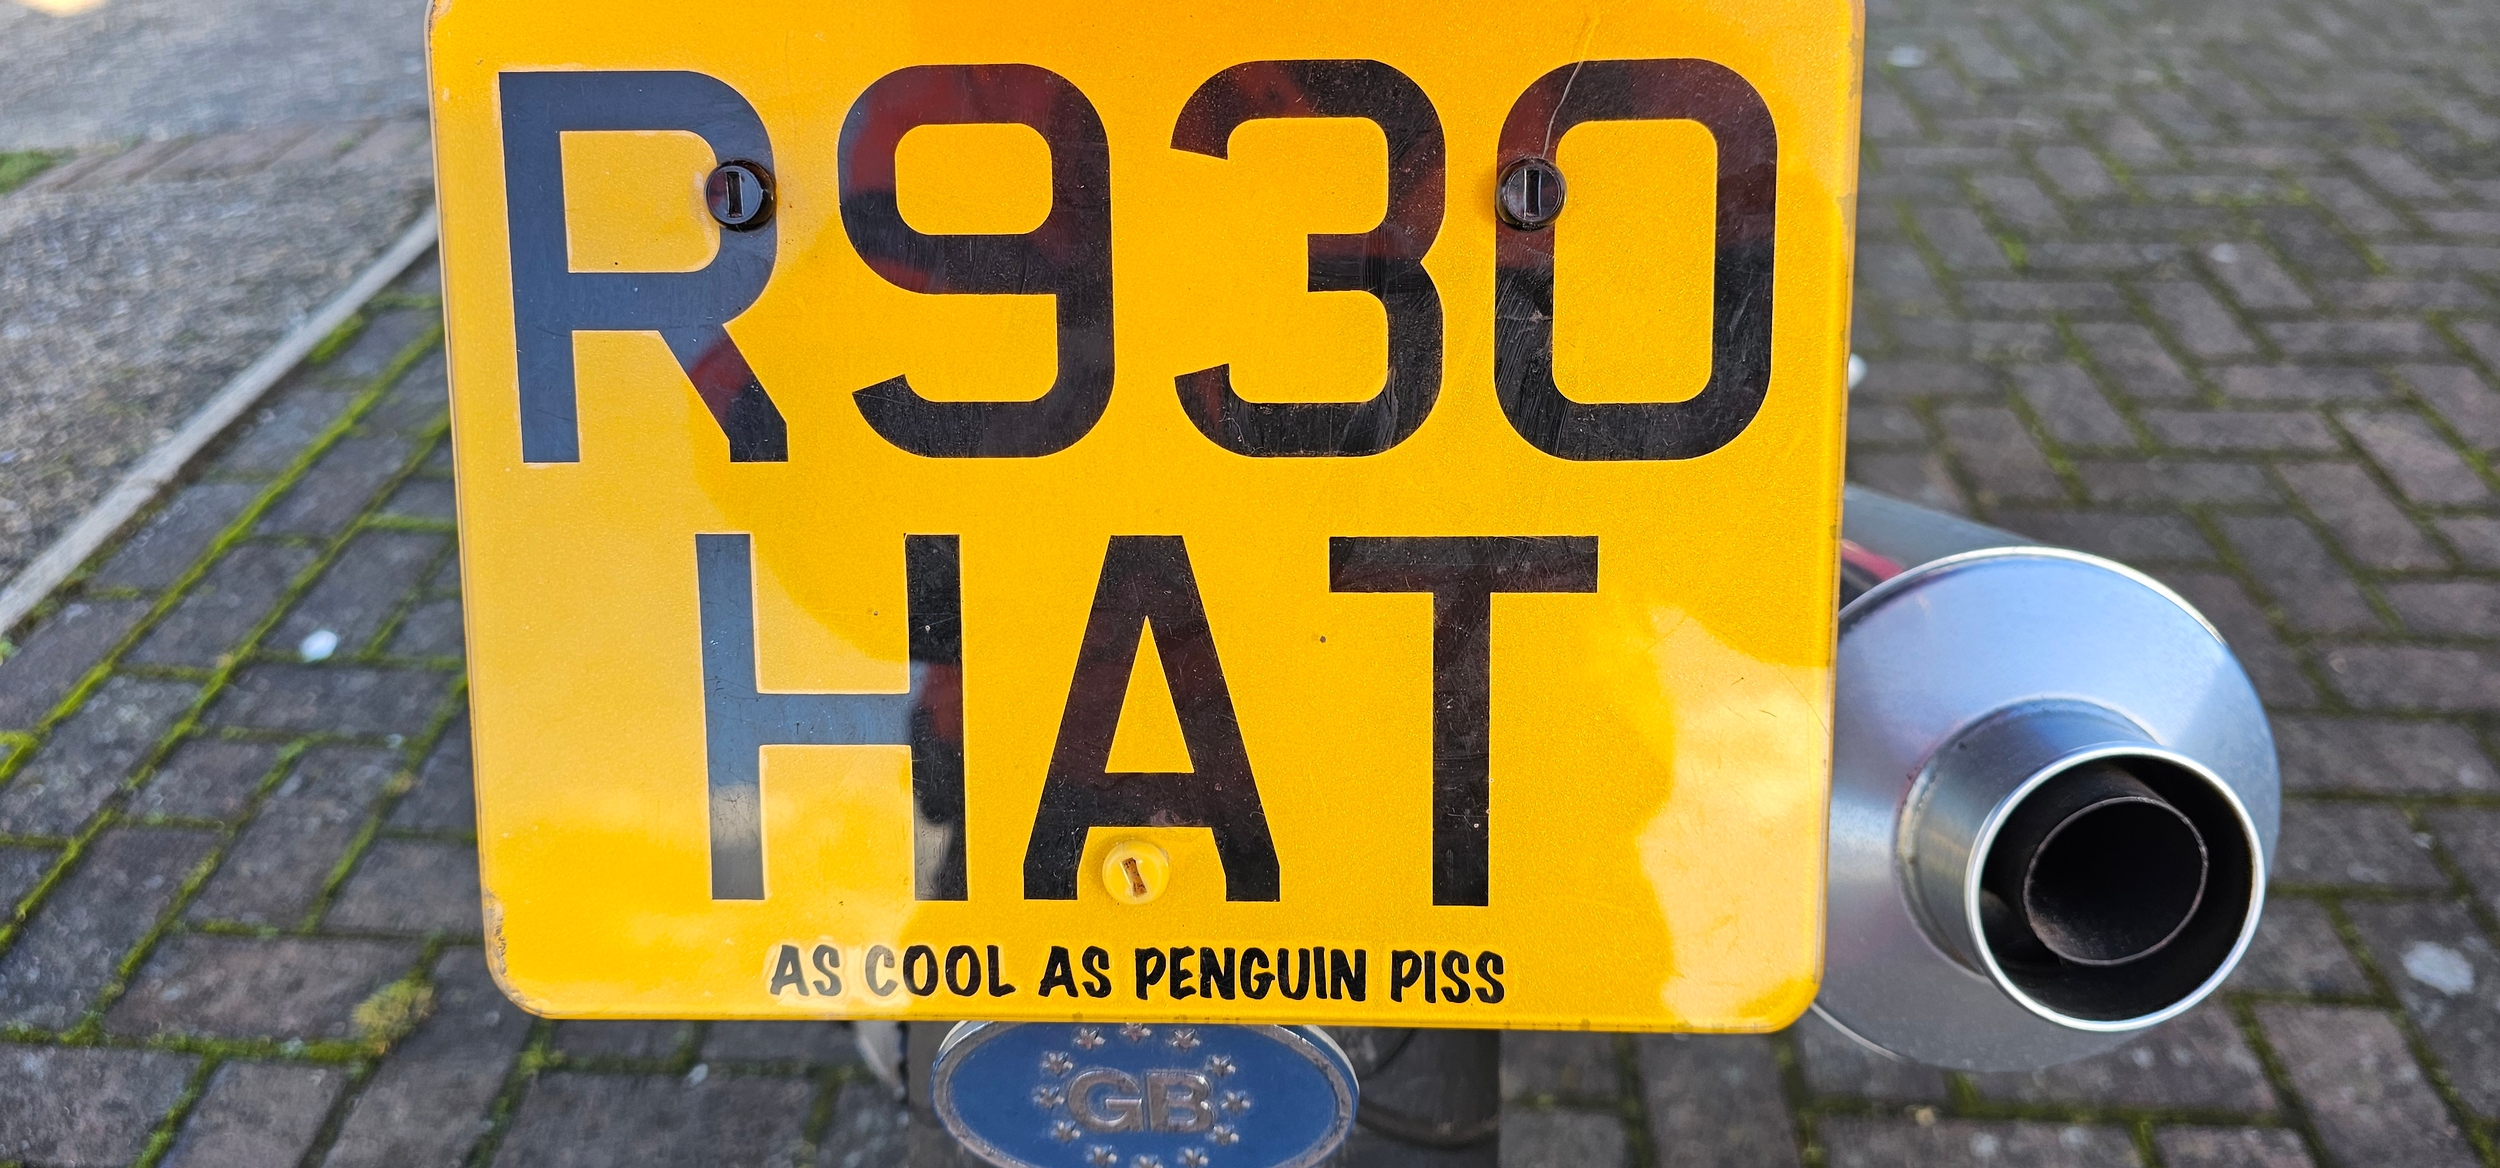 R930
HAT
AS COOL AS PENGUIN PISS
GB